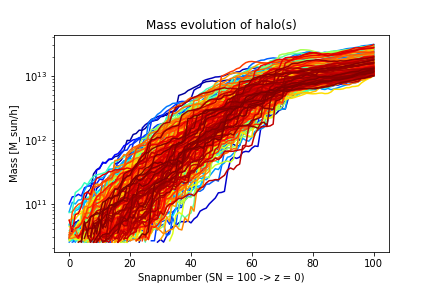 Mass evolution of halo(s)
Mass [M_sun/h]
10^13
10^12
10^11
0 20 40 60 80 100
Snapnumber (SN = 100 -> z = 0)